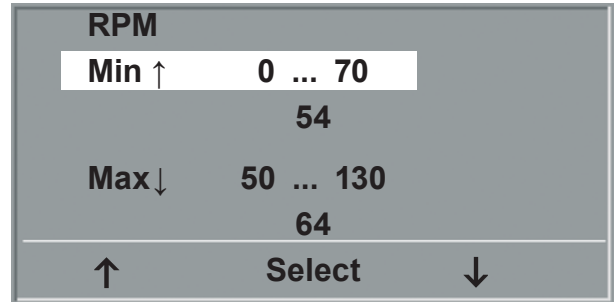 RPM
Min ↑ 0 ... 70
54
Max↓ 50 ... 130
64
↑ Select ↓